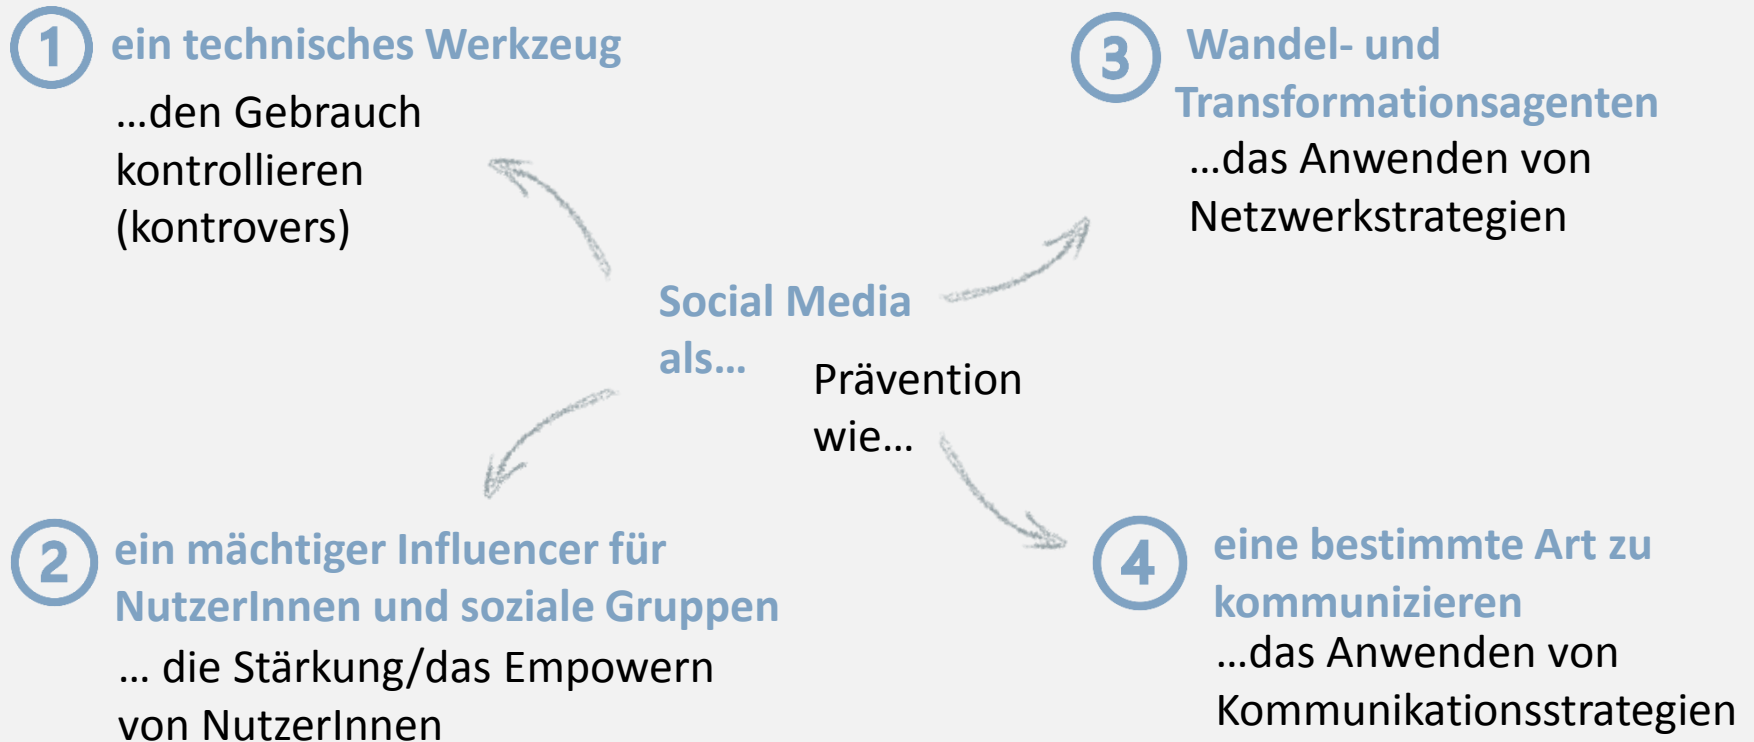 1 ein technisches Werkzeug
…den Gebrauch
kontrollieren
(kontrovers)
3 Wandel- und
Transformationsagenten
…das Anwenden von
Netzwerkstrategien
Social Media
als…
Prävention
wie…
2 ein mächtiger Influencer für
NutzerInnen und soziale Gruppen
… die Stärkung/das Empowern
von NutzerInnen
4 eine bestimmte Art zu
kommunizieren
…das Anwenden von
Kommunikationsstrategien